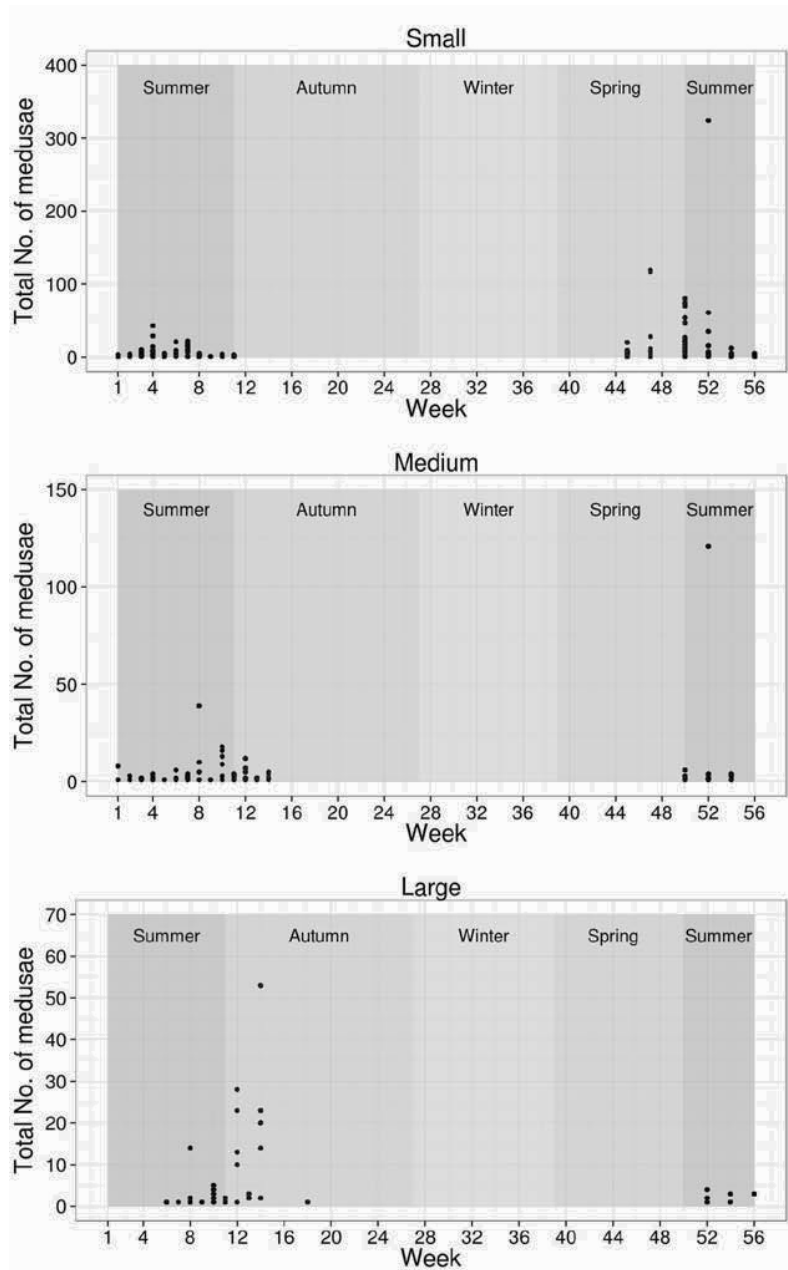 Small
Total No. of medusae
400
300
200
100
0
Summer Autumn Winter Spring Summer
1 4 8 12 16 20 24 28 32 36 40 44 48 52 56
Week
Medium
Total No. of medusae
150
100
50
0
Summer Autumn Winter Spring Summer
1 4 8 12 16 20 24 28 32 36 40 44 48 52 56
Week
Large
Total No. of medusae
70
60
50
40
30
20
10
0
Summer Autumn Winter Spring Summer
1 4 8 12 16 20 24 28 32 36 40 44 48 52 56
Week